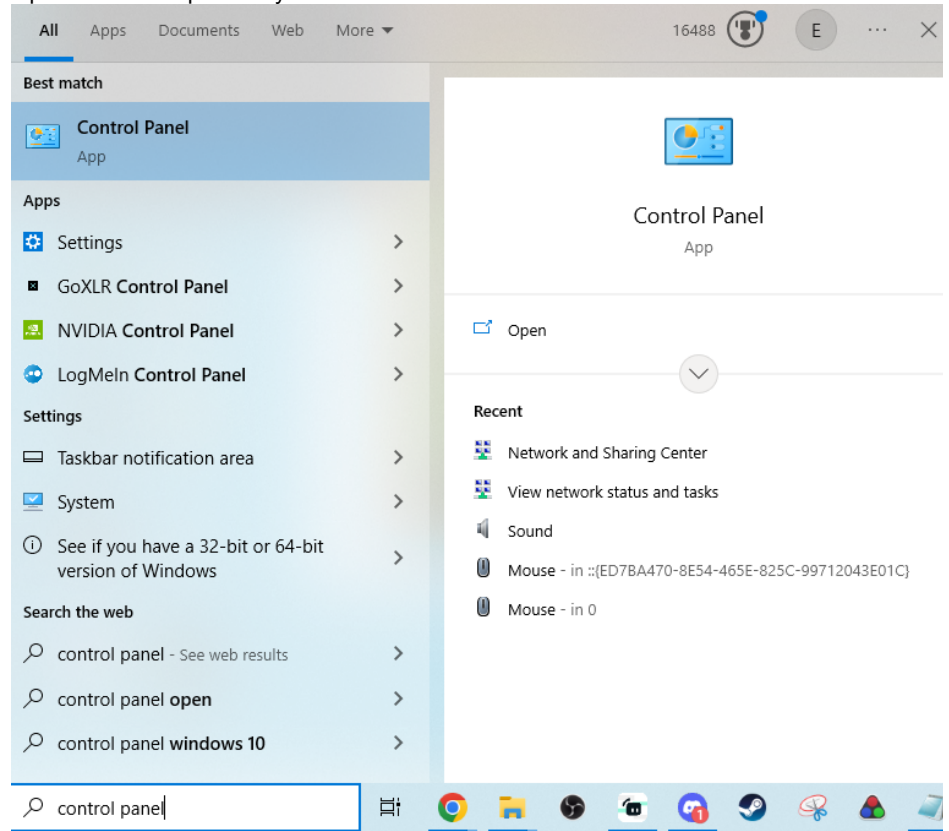 All Apps Documents Web More 16488 E
Best match
Control Panel
App
Apps
Settings
GoXLR Control Panel
NVIDIA Control Panel
LogMeIn Control Panel
Settings
Taskbar notification area
System
See if you have a 32-bit or 64-bit
version of Windows
Search the web
control panel - See web results
control panel open
control panel windows 10
control panel
Control Panel
App
Open
Recent
Network and Sharing Center
View network status and tasks
Sound
Mouse - in ::{ED7BA470-8E54-465E-825C-99712043E01C}
Mouse - in 0
1